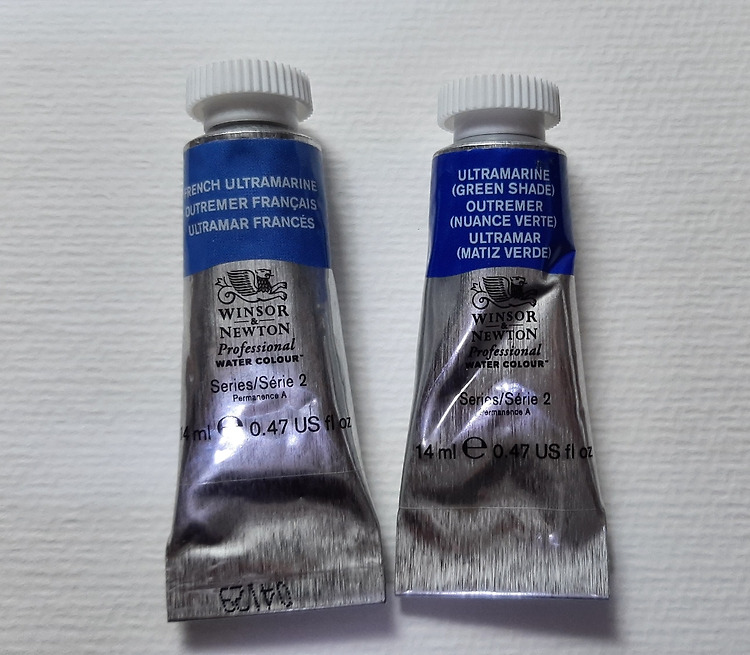 FRENCH ULTRAMARINE
OUTREMER FRANÇAIS
ULTRAMAR FRANCÉS
WINSOR
&
NEWTON
Professional
WATER COLOUR™
Series/Série 2
Permanence A
14 ml e 0.47 US fl oz
ULTRAMARINE
(GREEN SHADE)
OUTREMER
(NUANCE VERTE)
ULTRAMAR
(MATIZ VERDE)
WINSOR
&
NEWTON
Professional
WATER COLOUR™
Series/Série 2
Permanence A
14 ml e 0.47 US fl oz